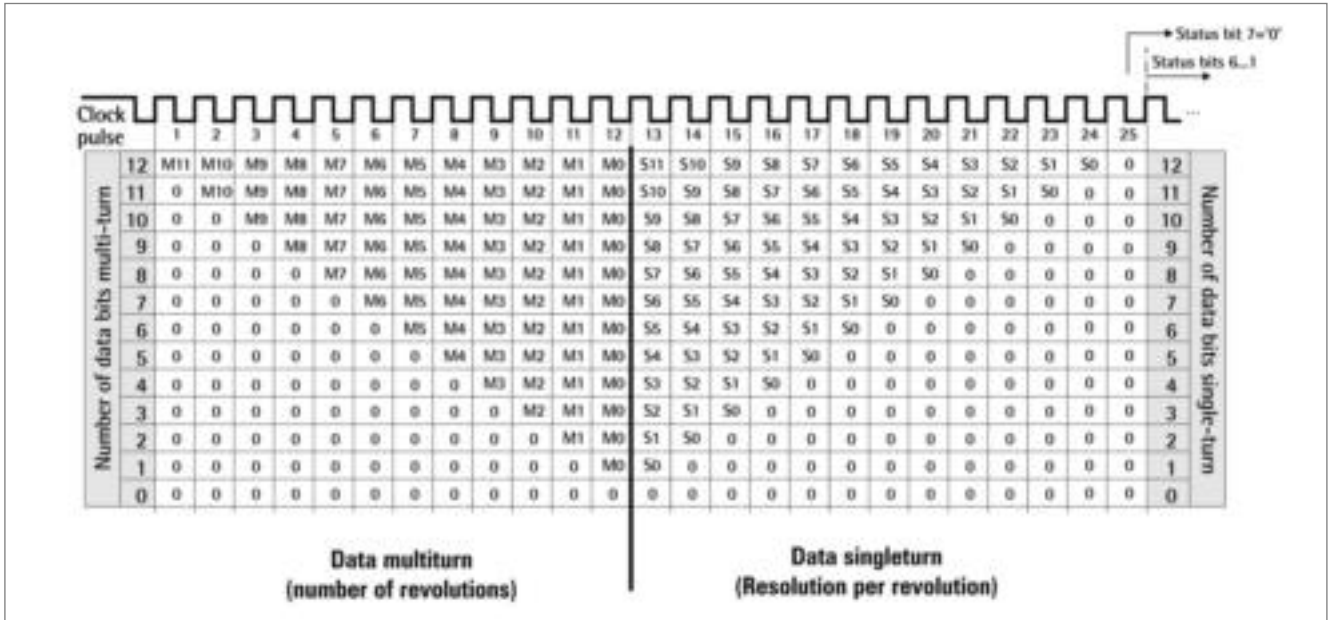 Status bit 7='0'
Status bits 6...1
Clock pulse
...
1 2 3 4 5 6 7 8 9 10 11 12 13 14 15 16 17 18 19 20 21 22 23 24 25
Number of data bits multi-turn
12 M11 M10 M9 M8 M7 M6 M5 M4 M3 M2 M1 M0 S11 S10 S9 S8 S7 S6 S5 S4 S3 S2 S1 S0 0 12
11 0 M10 M9 M8 M7 M6 M5 M4 M3 M2 M1 M0 S10 S9 S8 S7 S6 S5 S4 S3 S2 S1 S0 0 0 11
10 0 0 M9 M8 M7 M6 M5 M4 M3 M2 M1 M0 S9 S8 S7 S6 S5 S4 S3 S2 S1 S0 0 0 0 10
9 0 0 0 M8 M7 M6 M5 M4 M3 M2 M1 M0 S8 S7 S6 S5 S4 S3 S2 S1 S0 0 0 0 0 9
8 0 0 0 0 M7 M6 M5 M4 M3 M2 M1 M0 S7 S6 S5 S4 S3 S2 S1 S0 0 0 0 0 0 8
7 0 0 0 0 0 M6 M5 M4 M3 M2 M1 M0 S6 S5 S4 S3 S2 S1 S0 0 0 0 0 0 0 7
6 0 0 0 0 0 0 M5 M4 M3 M2 M1 M0 S5 S4 S3 S2 S1 S0 0 0 0 0 0 0 0 6
5 0 0 0 0 0 0 0 M4 M3 M2 M1 M0 S4 S3 S2 S1 S0 0 0 0 0 0 0 0 0 5
4 0 0 0 0 0 0 0 0 M3 M2 M1 M0 S3 S2 S1 S0 0 0 0 0 0 0 0 0 0 4
3 0 0 0 0 0 0 0 0 0 M2 M1 M0 S2 S1 S0 0 0 0 0 0 0 0 0 0 0 3
2 0 0 0 0 0 0 0 0 0 0 M1 M0 S1 S0 0 0 0 0 0 0 0 0 0 0 0 2
1 0 0 0 0 0 0 0 0 0 0 0 M0 S0 0 0 0 0 0 0 0 0 0 0 0 0 1
0 0 0 0 0 0 0 0 0 0 0 0 0 0 0 0 0 0 0 0 0 0 0 0 0 0 0
Number of data bits single-turn
Data multiturn
(number of revolutions)
Data singleturn
(Resolution per revolution)